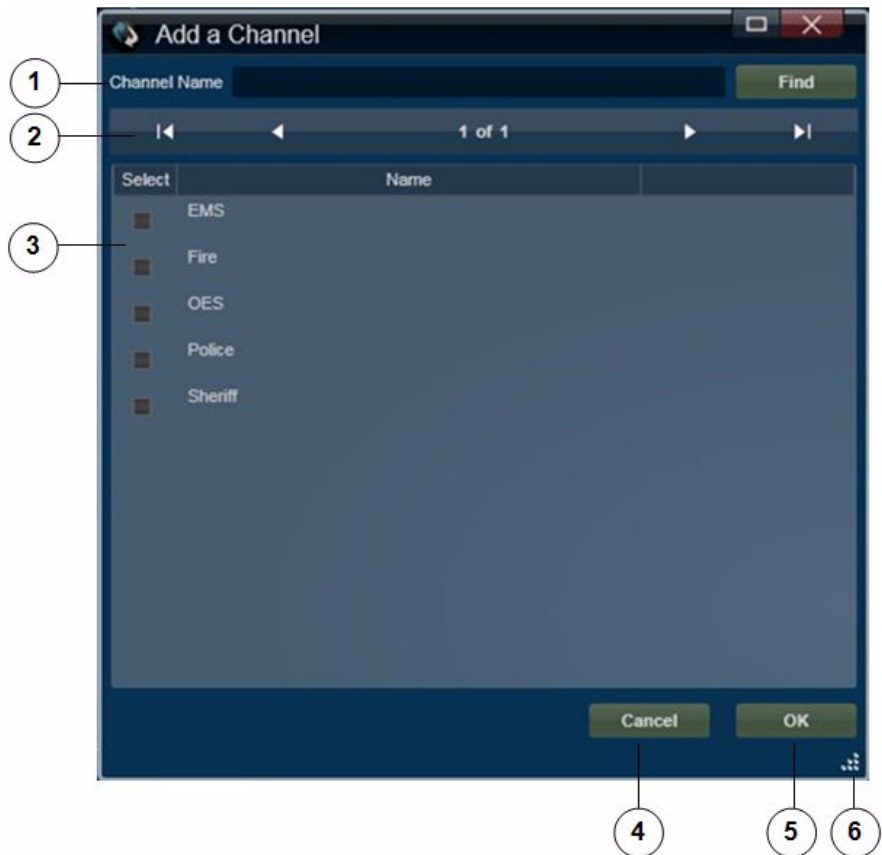 Add a Channel
1 Channel Name Find
2 1 of 1
Select Name
EMS
3
Fire
OES
Police
Sheriff
Cancel OK
4 5 6